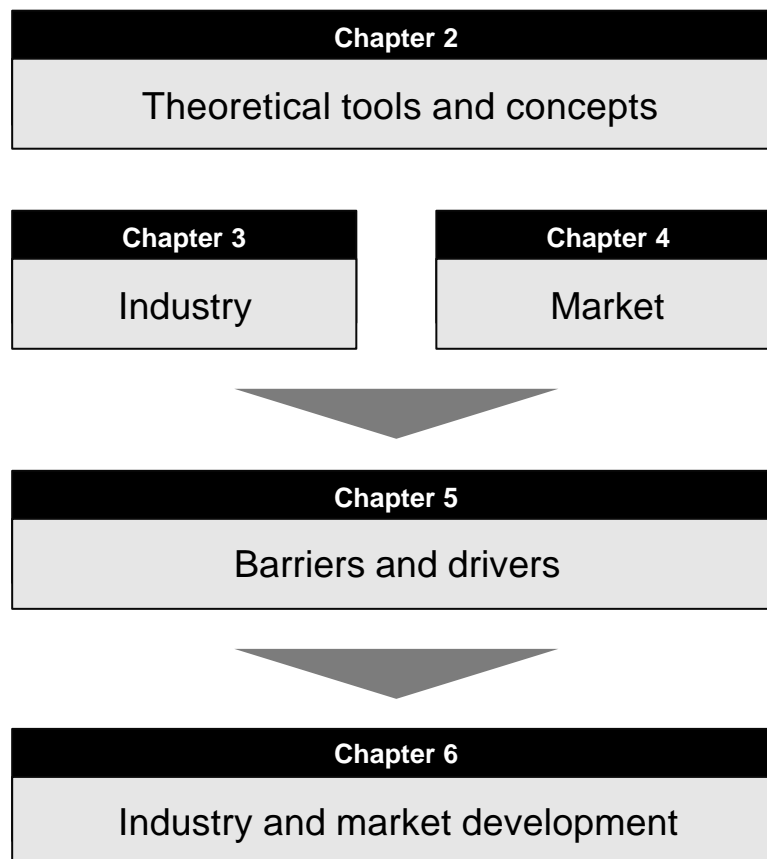 Chapter 2
Theoretical tools and concepts
Chapter 3
Industry
Chapter 4
Market
Chapter 5
Barriers and drivers
Chapter 6
Industry and market development